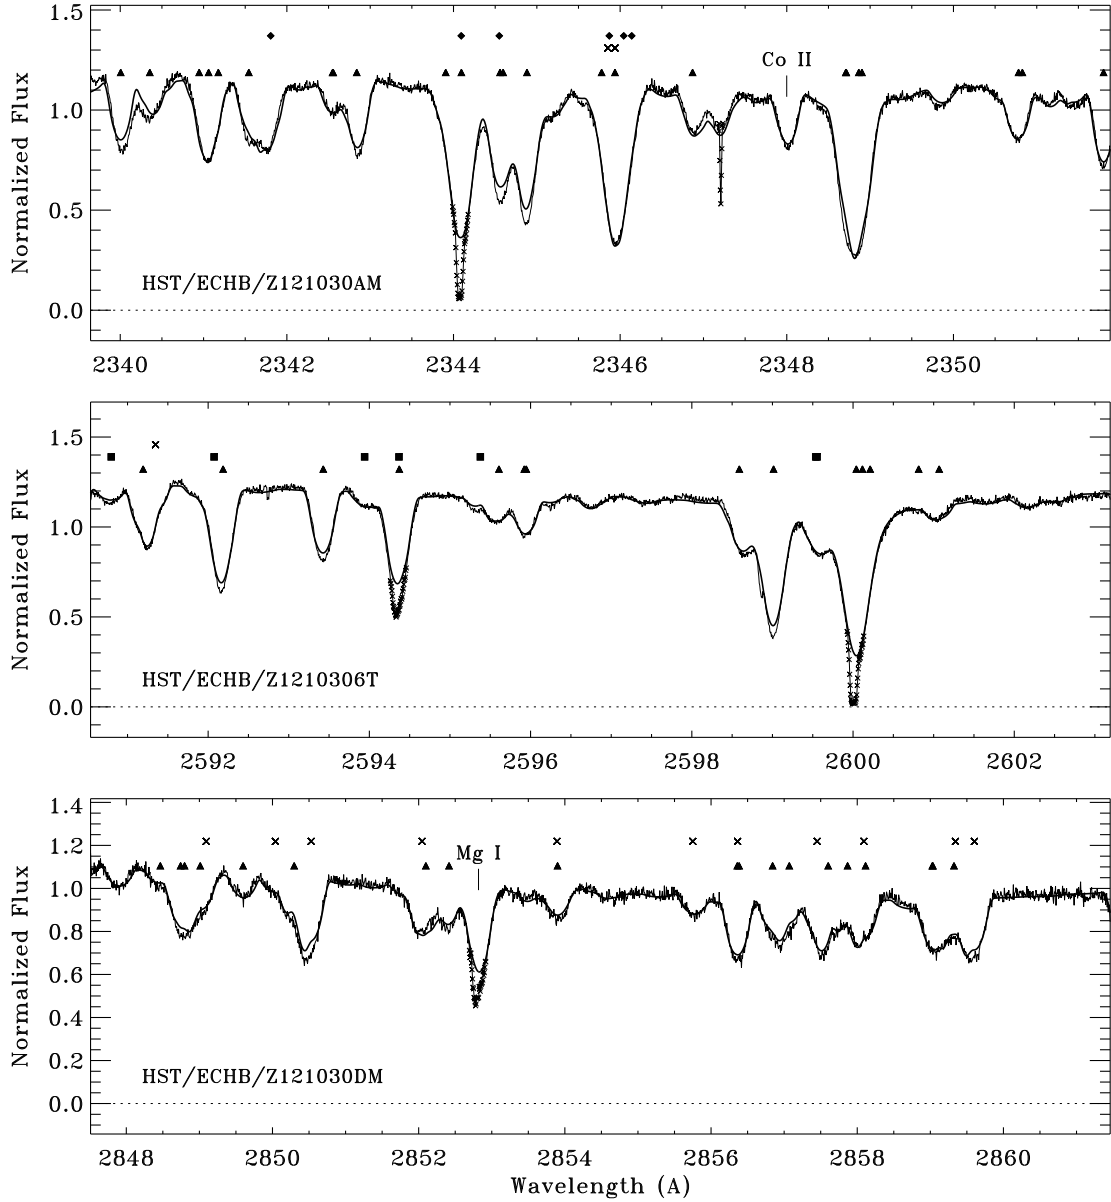 1.5
1.0
0.5
0.0
Normalized Flux
Co II
HST/ECHB/Z121030AM
2340 2342 2344 2346 2348 2350
1.5
1.0
0.5
0.0
Normalized Flux
HST/ECHB/Z1210306T
2592 2594 2596 2598 2600 2602
1.4
1.2
1.0
0.8
0.6
0.4
0.2
0.0
Normalized Flux
Mg I
HST/ECHB/Z121030DM
2848 2850 2852 2854 2856 2858 2860
Wavelength (A)